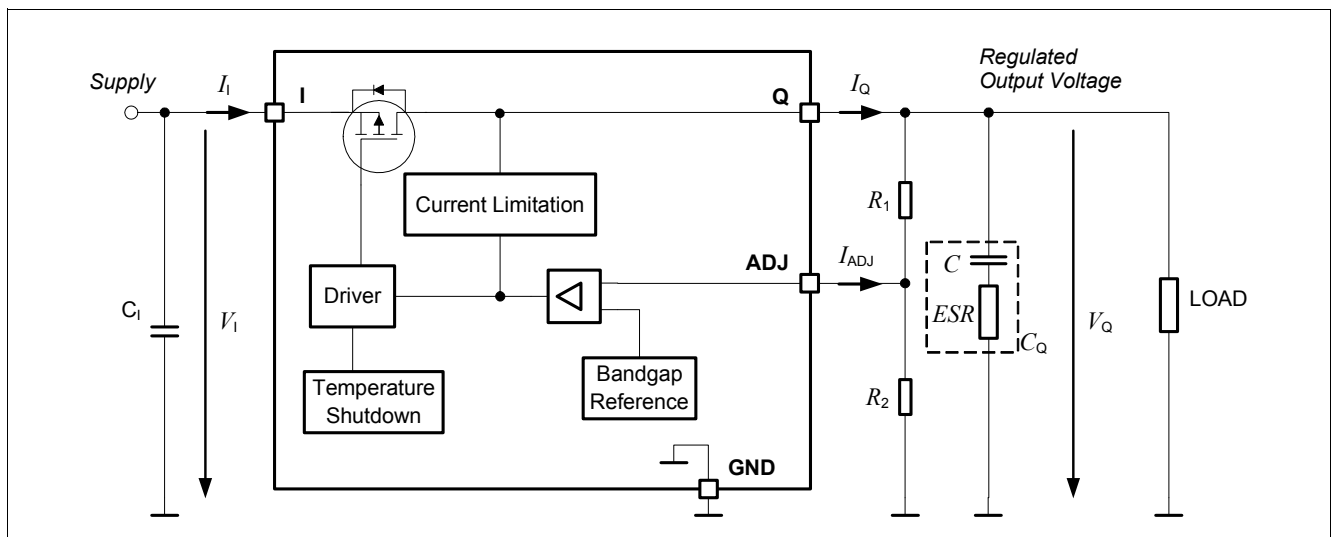 Supply
I_I
I
Q
I_Q
Regulated
Output Voltage
Current Limitation
R_1
ADJ
I_ADJ
C
Driver
LOAD
C_I
V_I
ESR
C_Q
V_Q
Temperature
Shutdown
Bandgap
Reference
R_2
GND